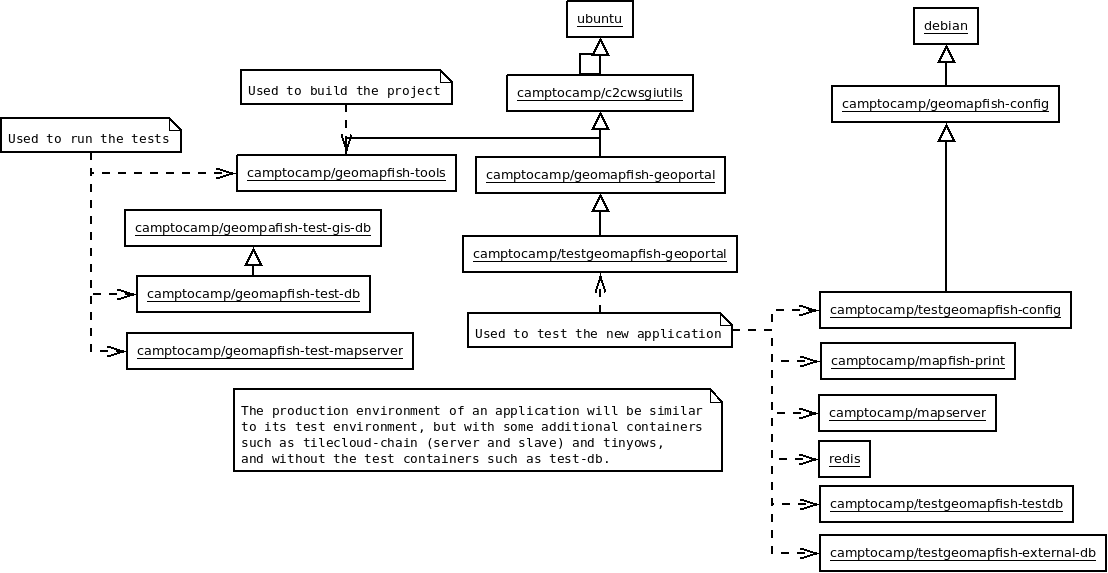 ubuntu
debian
camptocamp/c2cwsgiutils
camptocamp/geomapfish-config
Used to build the project
Used to run the tests
camptocamp/geomapfish-tools
camptocamp/geomapfish-geoportal
camptocamp/geompafish-test-gis-db
camptocamp/testgeomapfish-geoportal
camptocamp/geomapfish-test-db
camptocamp/testgeomapfish-config
Used to test the new application
camptocamp/geomapfish-test-mapserver
camptocamp/mapfish-print
The production environment of an application will be similar
to its test environment, but with some additional containers
such as tilecloud-chain (server and slave) and tinyows,
and without the test containers such as test-db.
camptocamp/mapserver
redis
camptocamp/testgeomapfish-testdb
camptocamp/testgeomapfish-external-db